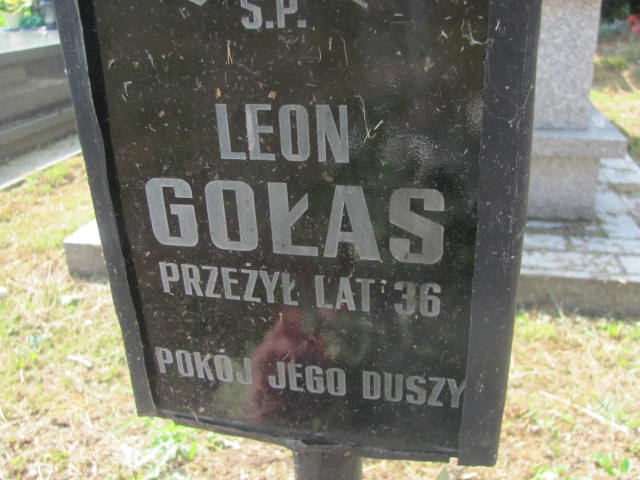 Ś.P.
LEON
GOŁAS
PRZEŻYŁ LAT 36
POKÓJ JEGO DUSZY